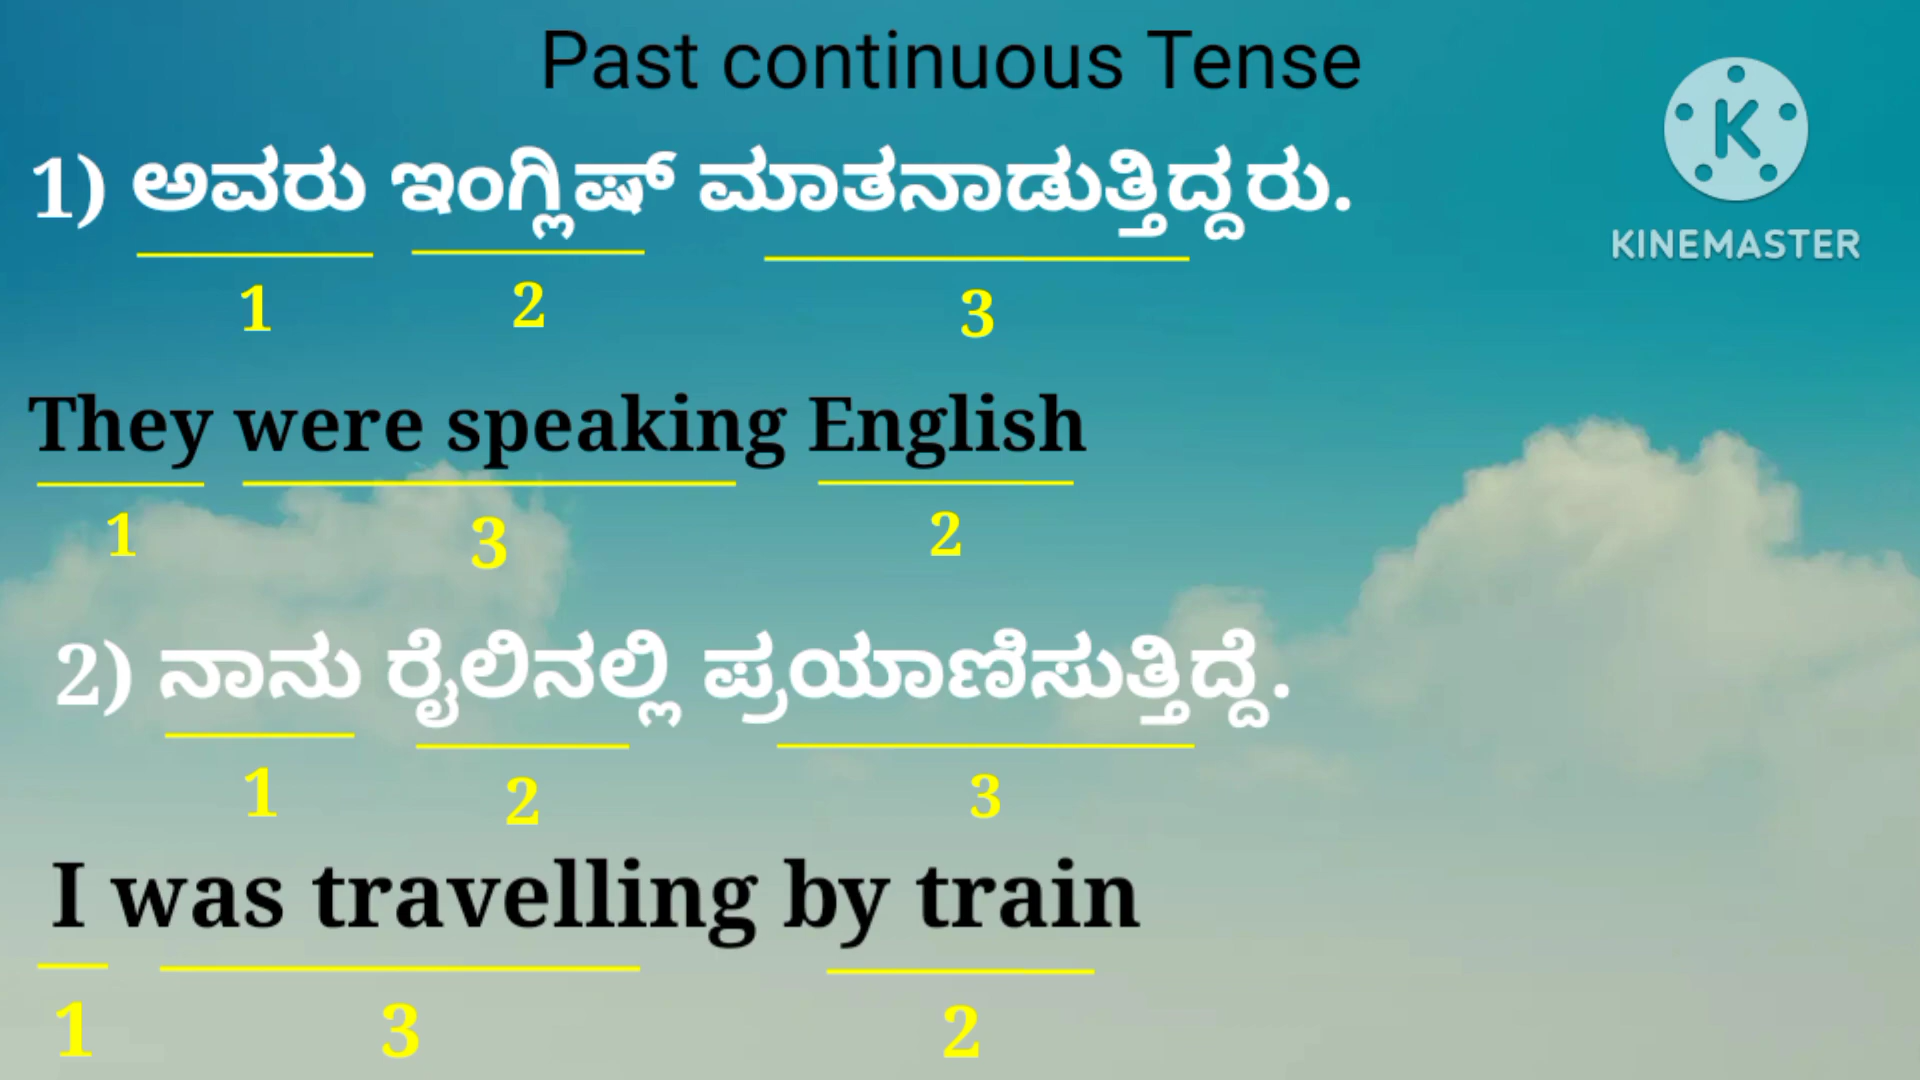 Past continuous Tense
1) ಅವರು ಇಂಗ್ಲಿಷ್ ಮಾತನಾಡುತ್ತಿದ್ದರು.
1 2 3
KINEMASTER
They were speaking English
1 3 2
2) ನಾನು ರೈಲಿನಲ್ಲಿ ಪ್ರಯಾಣಿಸುತ್ತಿದ್ದೆ.
1 2 3
I was travelling by train
1 3 2